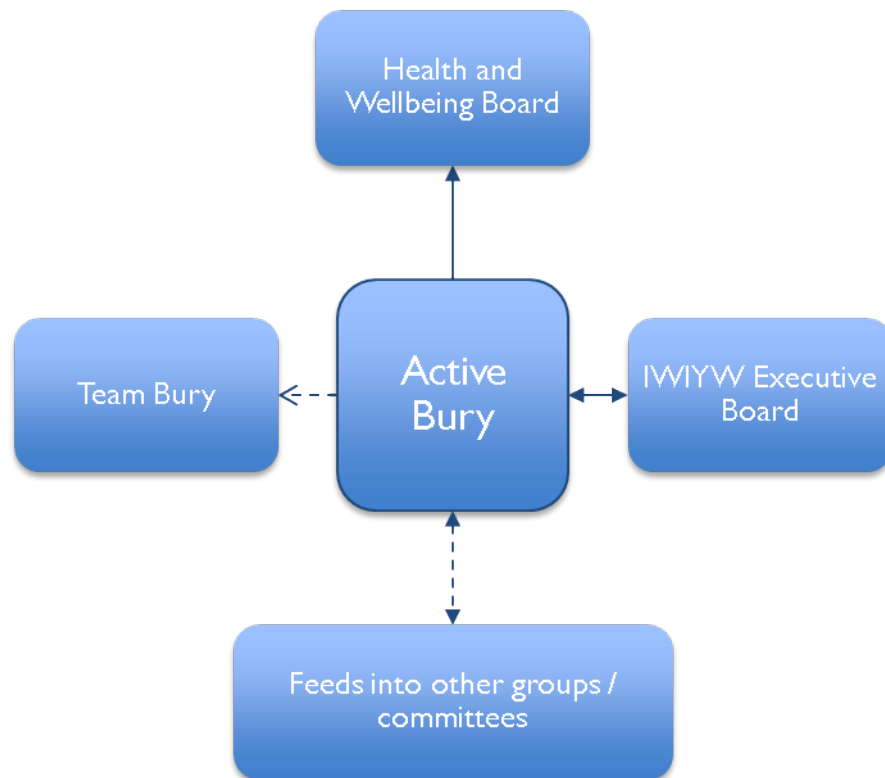 Health and
Wellbeing Board
Team Bury
Active
Bury
IWIYW Executive
Board
Feeds into other groups /
committees